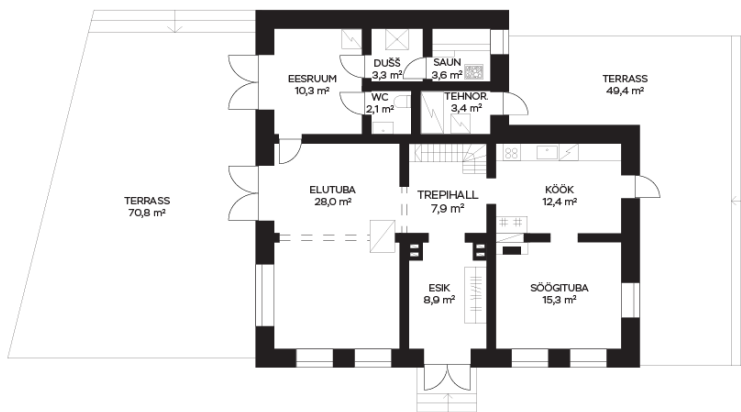 DUŠŠ
3,3 m²
SAUN
3,6 m²
EESRUUM
10,3 m²
TERRASS
49,4 m²
WC
2,1 m²
TEHNOR.
3,4 m²
ELUTUBA
28,0 m²
TREPIHALL
7,9 m²
KÖÖK
12,4 m²
TERRASS
70,8 m²
ESIK
8,9 m²
SÖÖGITUBA
15,3 m²